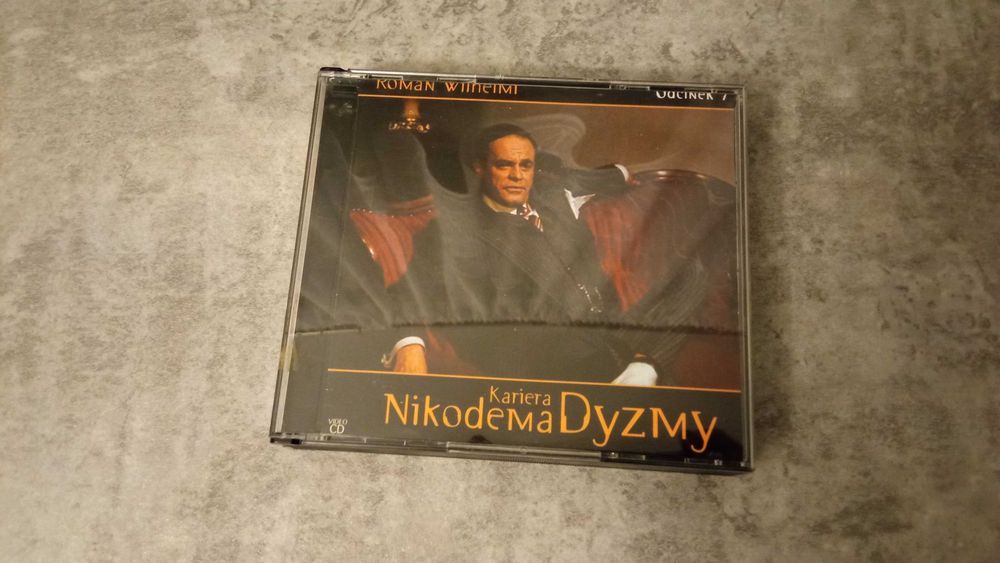 Roman Wilhelmi
Odcinek 7
Kariera
Nikodema Dyzmy
VIDEO
CD